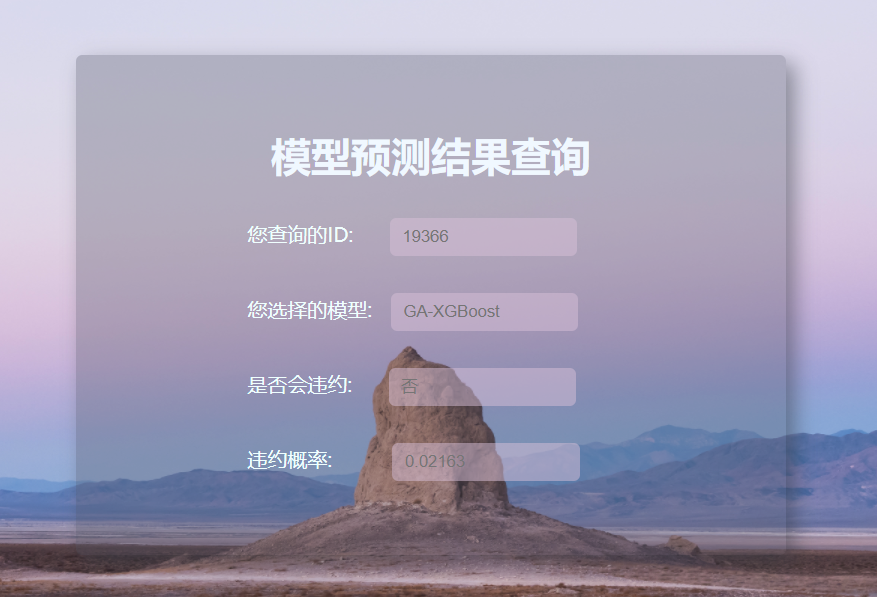 模型预测结果查询
您查询的ID: 19366
您选择的模型: GA-XGBoost
是否会违约: 否
违约概率: 0.02163